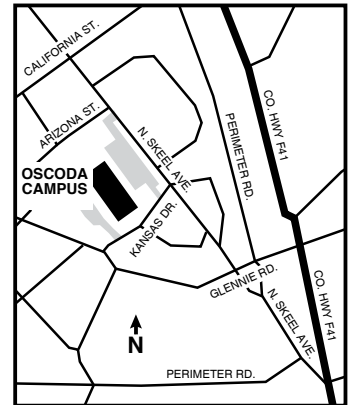 CALIFORNIA ST.
ARIZONA ST.
N. SKEEL AVE.
PERIMETER RD.
CO. HWY F41
OSCODA
CAMPUS
KANSAS DR.
GLENNIE RD.
N. SKEEL AVE.
CO. HWY F41
N
PERIMETER RD.